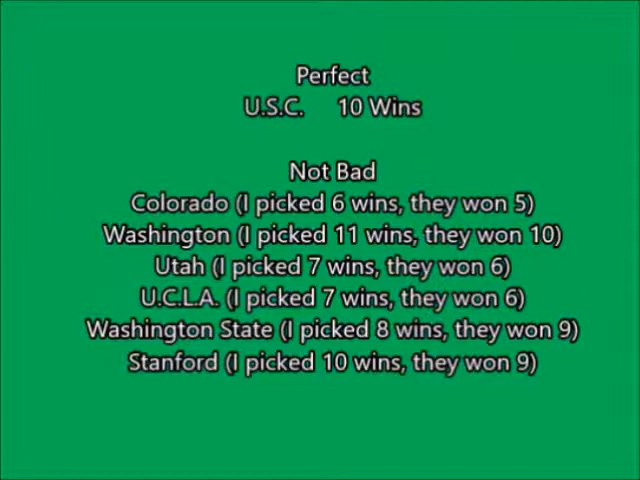 Perfect
U.S.C. 10 Wins
Not Bad
Colorado (I picked 6 wins, they won 5)
Washington (I picked 11 wins, they won 10)
Utah (I picked 7 wins, they won 6)
U.C.L.A. (I picked 7 wins, they won 6)
Washington State (I picked 8 wins, they won 9)
Stanford (I picked 10 wins, they won 9)